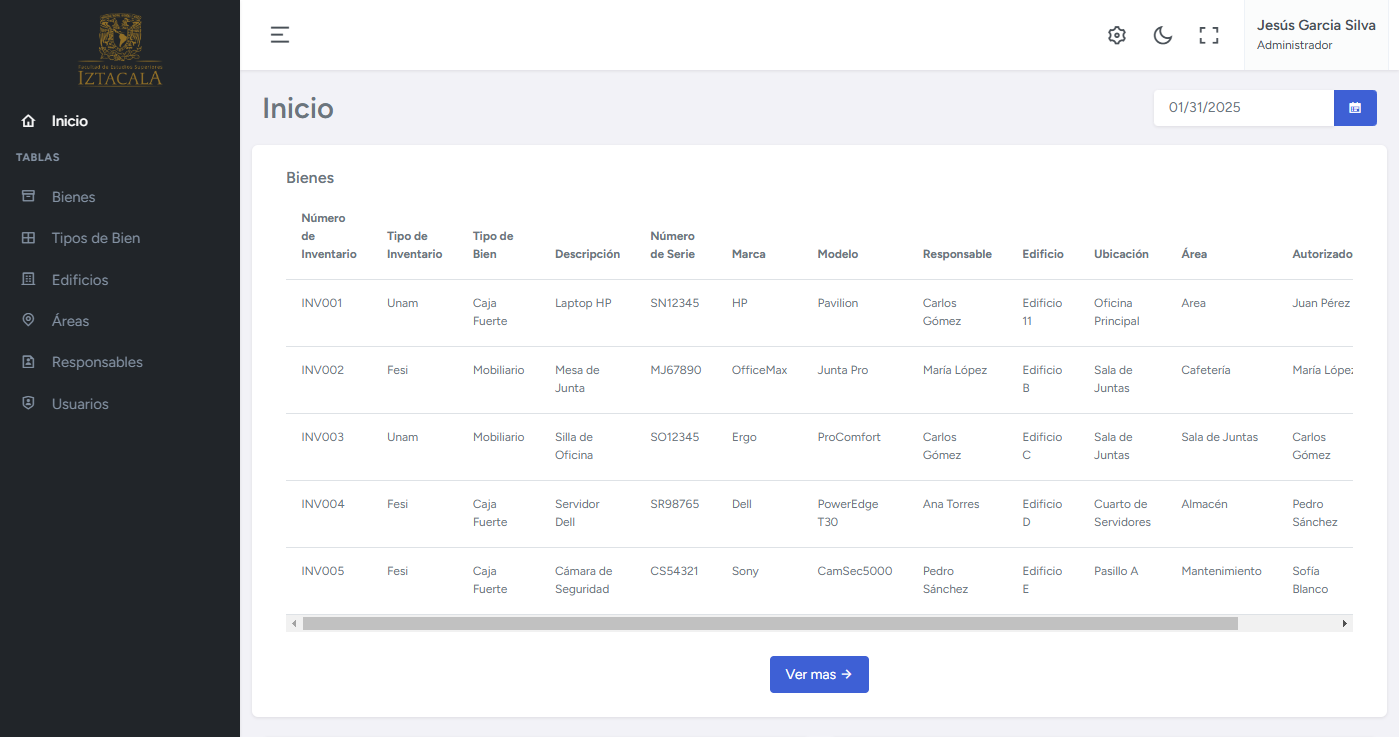 Facultad de Estudios Superiores
IZTACALA
Inicio
TABLAS
Bienes
Tipos de Bien
Edificios
Áreas
Responsables
Usuarios
Jesús Garcia Silva
Administrador
Inicio
01/31/2025
Bienes
Número de Inventario Tipo de Inventario Tipo de Bien Descripción Número de Serie Marca Modelo Responsable Edificio Ubicación Área Autorizado
INV001 Unam Caja Fuerte Laptop HP SN12345 HP Pavilion Carlos Gómez Edificio 11 Oficina Principal Area Juan Pérez
INV002 Fesi Mobiliario Mesa de Junta MJ67890 OfficeMax Junta Pro María López Edificio B Sala de Juntas Cafetería María López
INV003 Unam Mobiliario Silla de Oficina SO12345 Ergo ProComfort Carlos Gómez Edificio C Sala de Juntas Sala de Juntas Carlos Gómez
INV004 Fesi Caja Fuerte Servidor Dell SR98765 Dell PowerEdge T30 Ana Torres Edificio D Cuarto de Servidores Almacén Pedro Sánchez
INV005 Fesi Caja Fuerte Cámara de Seguridad CS54321 Sony CamSec5000 Pedro Sánchez Edificio E Pasillo A Mantenimiento Sofía Blanco
Ver mas →